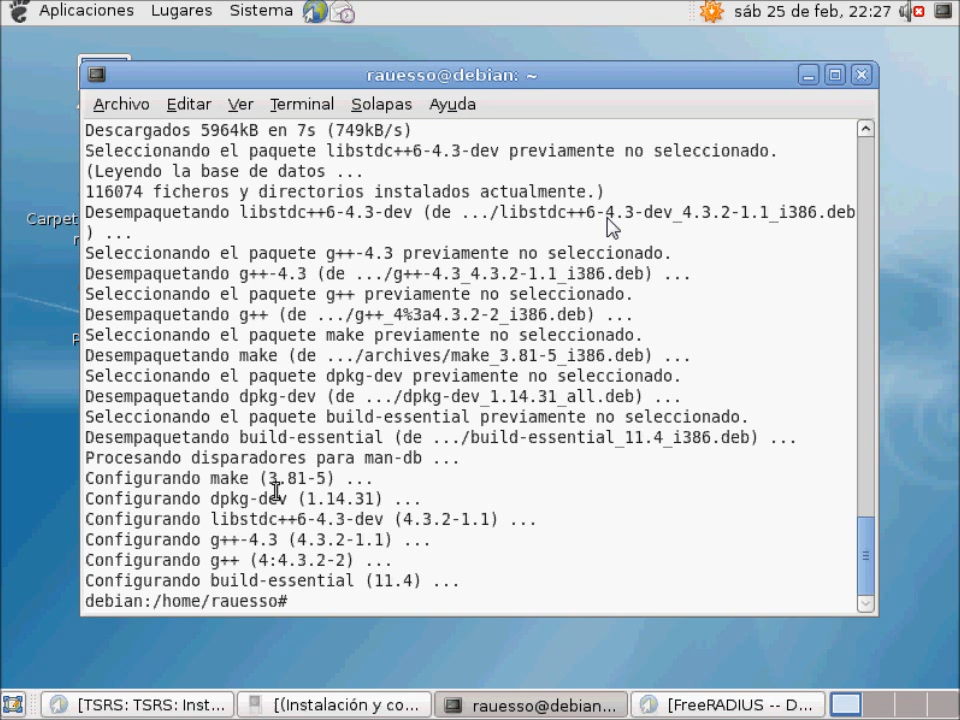 Aplicaciones Lugares Sistema sáb 25 de feb, 22:27
rauesso@debian: ~
Archivo Editar Ver Terminal Solapas Ayuda
Descargados 5964kB en 7s (749kB/s)
Seleccionando el paquete libstdc++6-4.3-dev previamente no seleccionado.
(Leyendo la base de datos ...
116074 ficheros y directorios instalados actualmente.)
Desempaquetando libstdc++6-4.3-dev (de .../libstdc++6-4.3-dev_4.3.2-1.1_i386.deb
) ...
Seleccionando el paquete g++-4.3 previamente no seleccionado.
Desempaquetando g++-4.3 (de .../g++-4.3_4.3.2-1.1_i386.deb) ...
Seleccionando el paquete g++ previamente no seleccionado.
Desempaquetando g++ (de .../g++_4%3a4.3.2-2_i386.deb) ...
Seleccionando el paquete make previamente no seleccionado.
Desempaquetando make (de .../archives/make_3.81-5_i386.deb) ...
Seleccionando el paquete dpkg-dev previamente no seleccionado.
Desempaquetando dpkg-dev (de .../dpkg-dev_1.14.31_all.deb) ...
Seleccionando el paquete build-essential previamente no seleccionado.
Desempaquetando build-essential (de .../build-essential_11.4_i386.deb) ...
Procesando disparadores para man-db ...
Configurando make (3.81-5) ...
Configurando dpkg-dev (1.14.31) ...
Configurando libstdc++6-4.3-dev (4.3.2-1.1) ...
Configurando g++-4.3 (4.3.2-1.1) ...
Configurando g++ (4:4.3.2-2) ...
Configurando build-essential (11.4) ...
debian:/home/rauesso#
Carpet
[TSRS: TSRS: Inst... [(Instalación y co... rauesso@debian... [FreeRADIUS -- D...